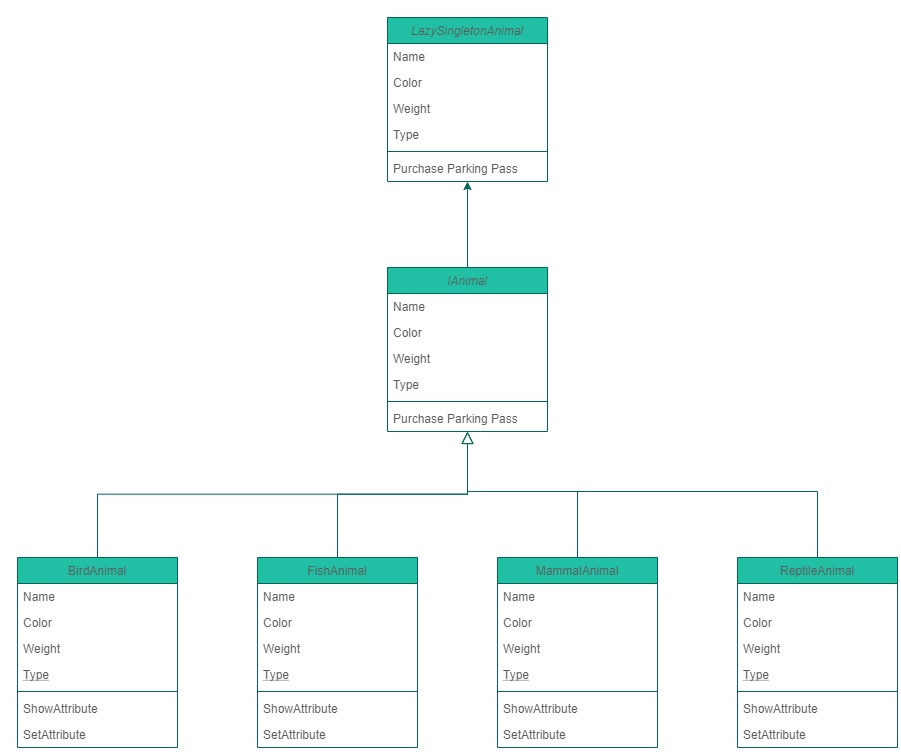 LazySingletonAnimal
Name
Color
Weight
Type
Purchase Parking Pass
IAnimal
Name
Color
Weight
Type
Purchase Parking Pass
BirdAnimal
Name
Color
Weight
Type
ShowAttribute
SetAttribute
FishAnimal
Name
Color
Weight
Type
ShowAttribute
SetAttribute
MammalAnimal
Name
Color
Weight
Type
ShowAttribute
SetAttribute
ReptileAnimal
Name
Color
Weight
Type
ShowAttribute
SetAttribute